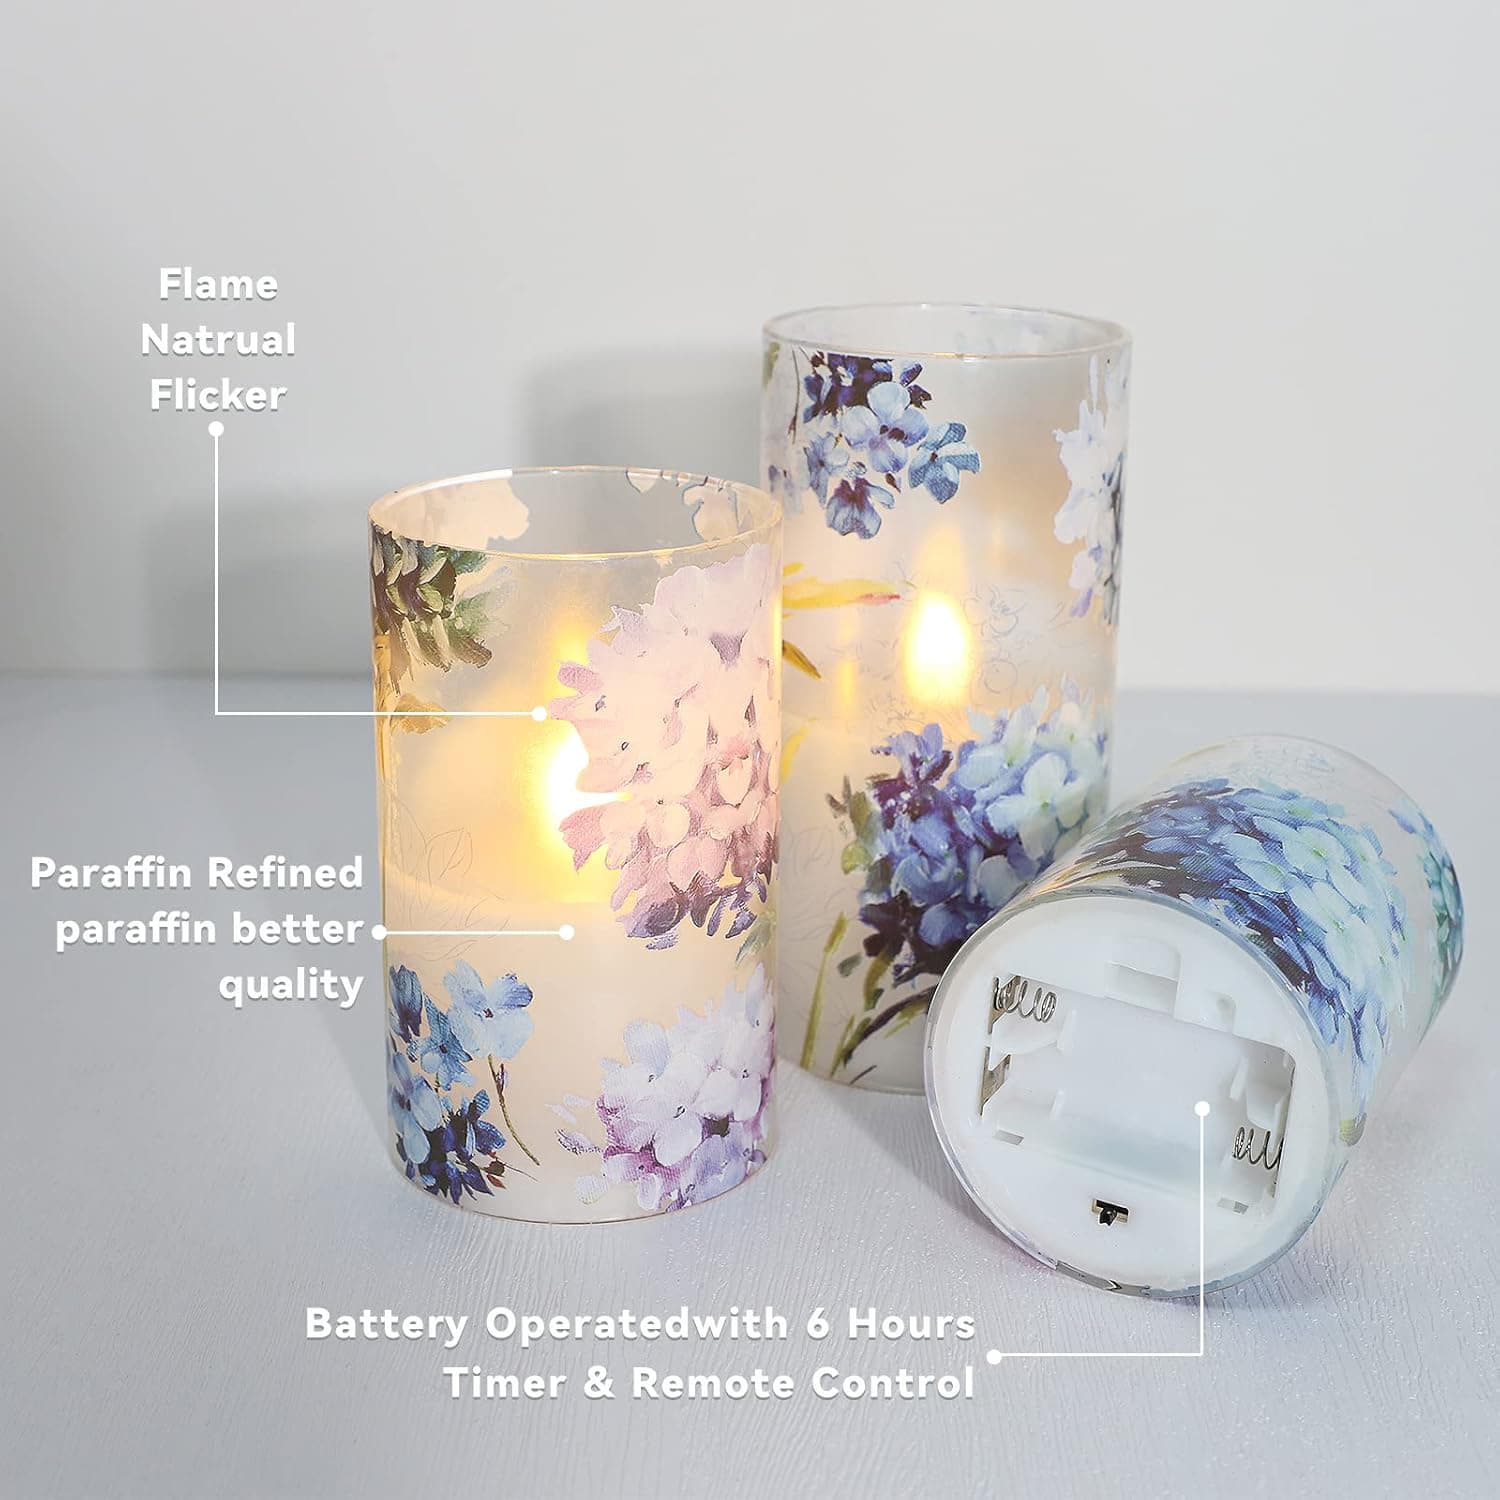 Flame
Natrual
Flicker
Paraffin Refined
paraffin better
quality
Battery Operatedwith 6 Hours
Timer & Remote Control